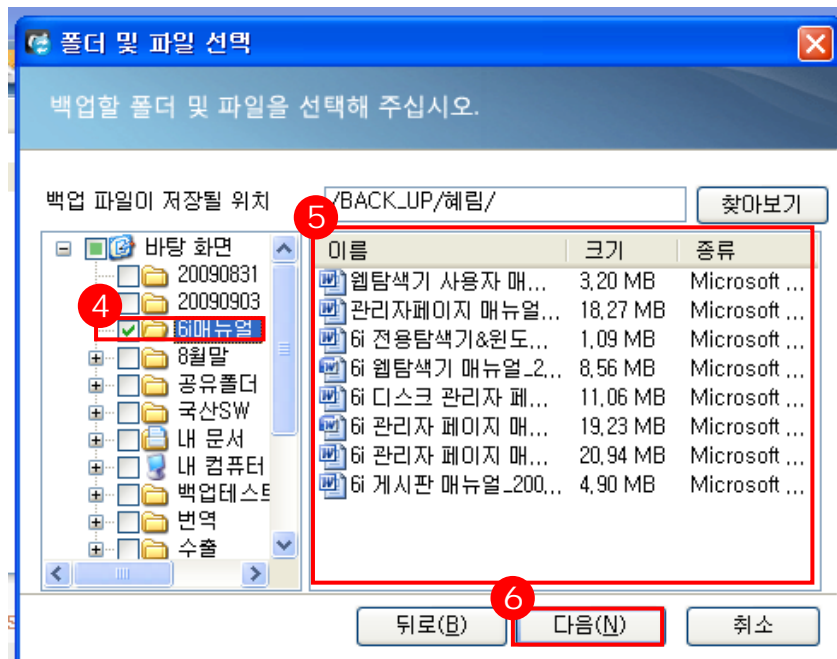 폴더 및 파일 선택
백업할 폴더 및 파일을 선택해 주십시오.
백업 파일이 저장될 위치 /BACK_UP/혜림/ 찾아보기
5
바탕 화면
20090831
20090903
4
6i매뉴얼
8월말
공유폴더
국산SW
내 문서
내 컴퓨터
백업테스트
번역
수출
이름 크기 종류
웹탐색기 사용자 매... 3,20 MB Microsoft ...
관리자페이지 매뉴얼... 18,27 MB Microsoft ...
6i 전용탐색기&윈도... 1,09 MB Microsoft ...
6i 웹탐색기 매뉴얼_2... 8,56 MB Microsoft ...
6i 디스크 관리자 페... 11,06 MB Microsoft ...
6i 관리자 페이지 매... 19,23 MB Microsoft ...
6i 관리자 페이지 매... 20,94 MB Microsoft ...
6i 게시판 매뉴얼_200... 4,90 MB Microsoft ...
6
뒤로(B) 다음(N) 취소